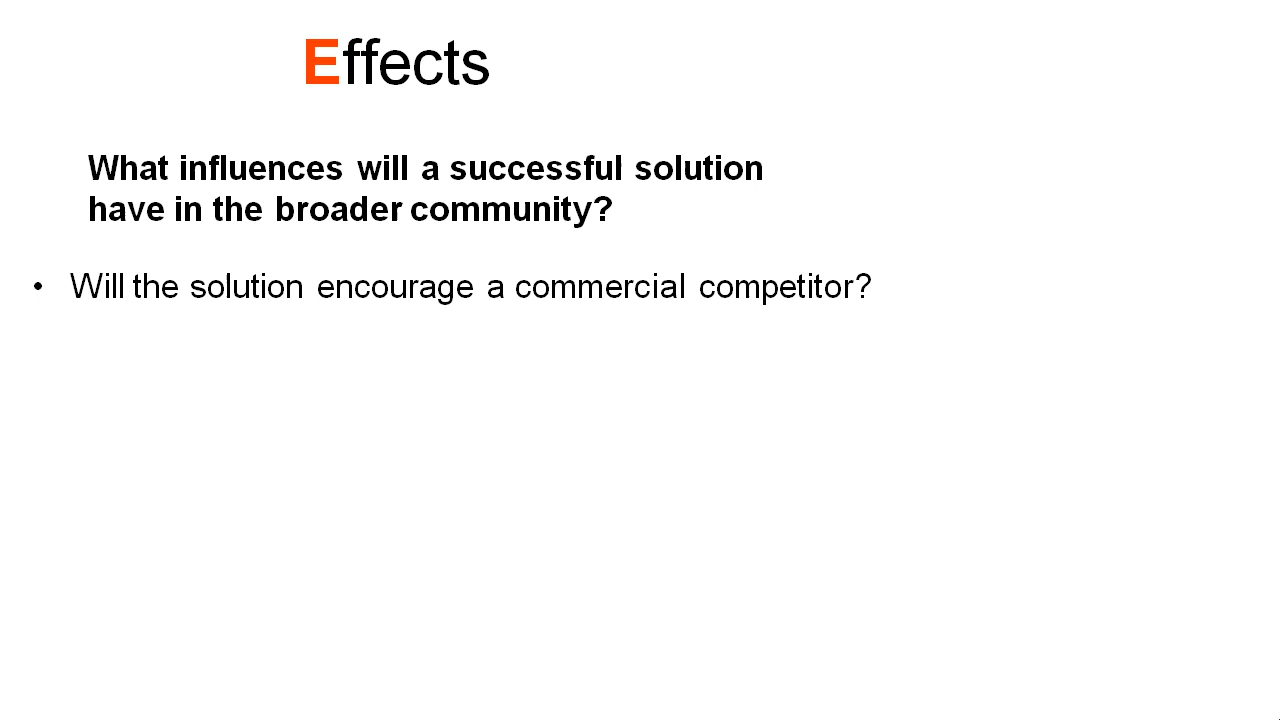 Effects
What influences will a successful solution
have in the broader community?
• Will the solution encourage a commercial competitor?